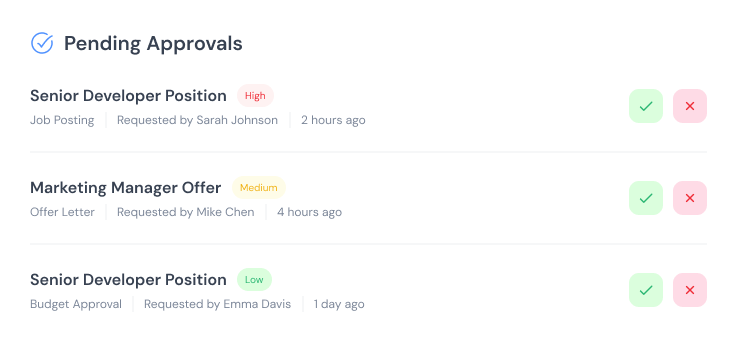 Pending Approvals
Senior Developer Position High
Job Posting Requested by Sarah Johnson 2 hours ago
Marketing Manager Offer Medium
Offer Letter Requested by Mike Chen 4 hours ago
Senior Developer Position Low
Budget Approval Requested by Emma Davis 1 day ago